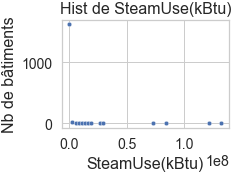 Hist de SteamUse(kBtu)
Nb de bâtiments
1000
0
0.0
0.5
1.0
1e8
SteamUse(kBtu)